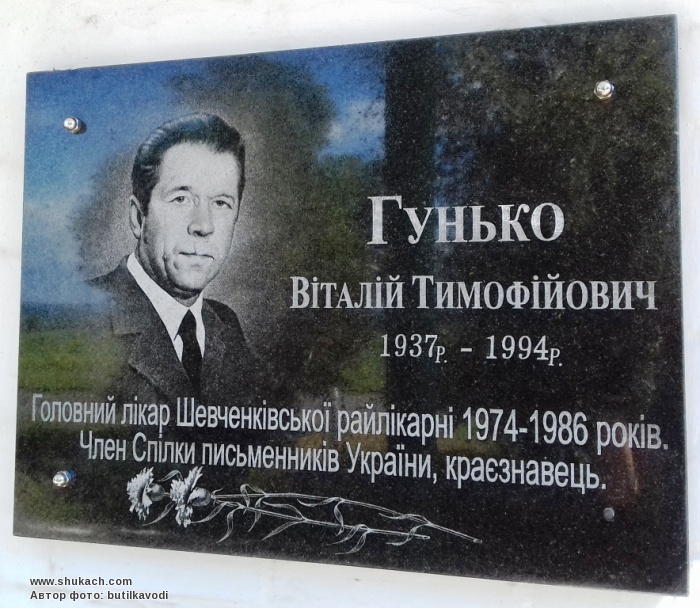 Гунько
Віталій Тимофійович
1937р. - 1994р.
Головний лікар Шевченківської райлікарні 1974-1986 років.
Член Спілки письменників України, краєзнавець.
www.shukach.com
Автор фото: butilkavodi